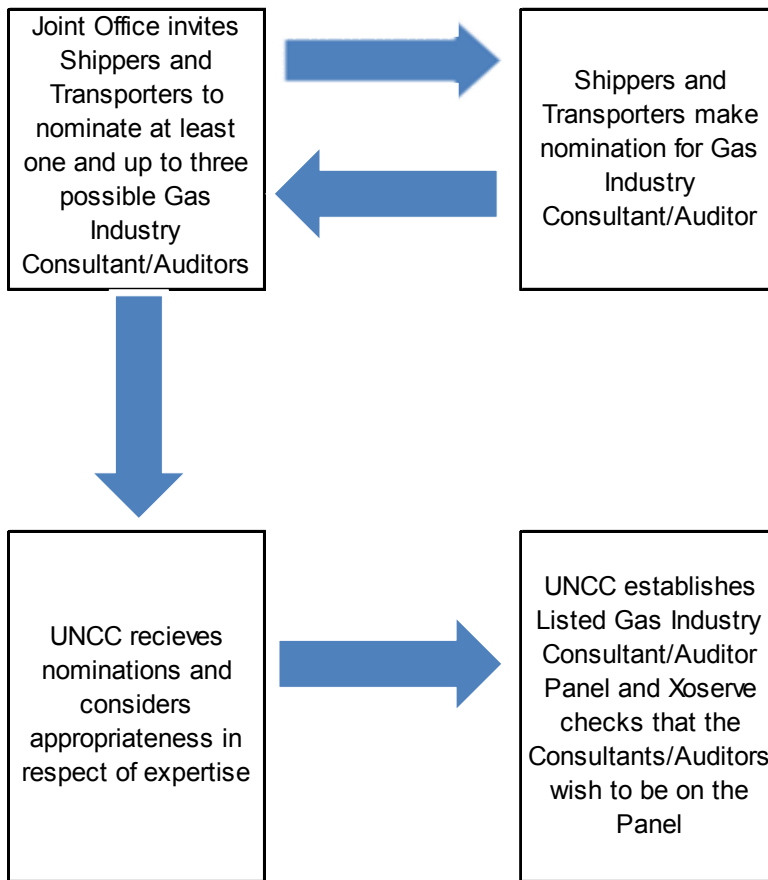 Joint Office invites
Shippers and
Transporters to
nominate at least
one and up to three
possible Gas
Industry
Consultant/Auditors
Shippers and
Transporters make
nomination for Gas
Industry
Consultant/Auditor
UNCC recieves
nominations and
considers
appropriateness in
respect of expertise
UNCC establishes
Listed Gas Industry
Consultant/Auditor
Panel and Xoserve
checks that the
Consultants/Auditors
wish to be on the
Panel